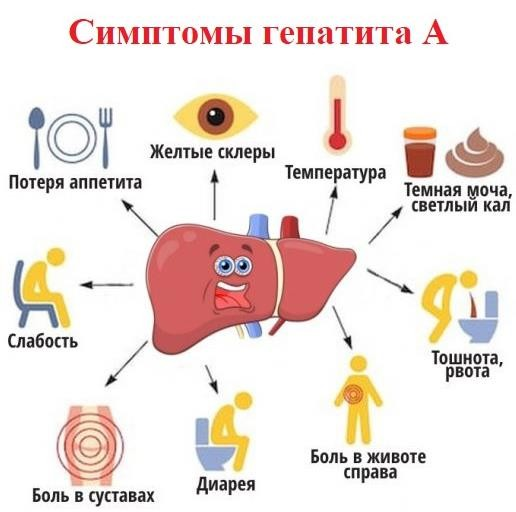 Симптомы гепатита А
Желтые склеры
Температура
Потеря аппетита
Темная моча,
светлый кал
Слабость
Тошнота,
рвота
Боль в животе
справа
Боль в суставах
Диарея